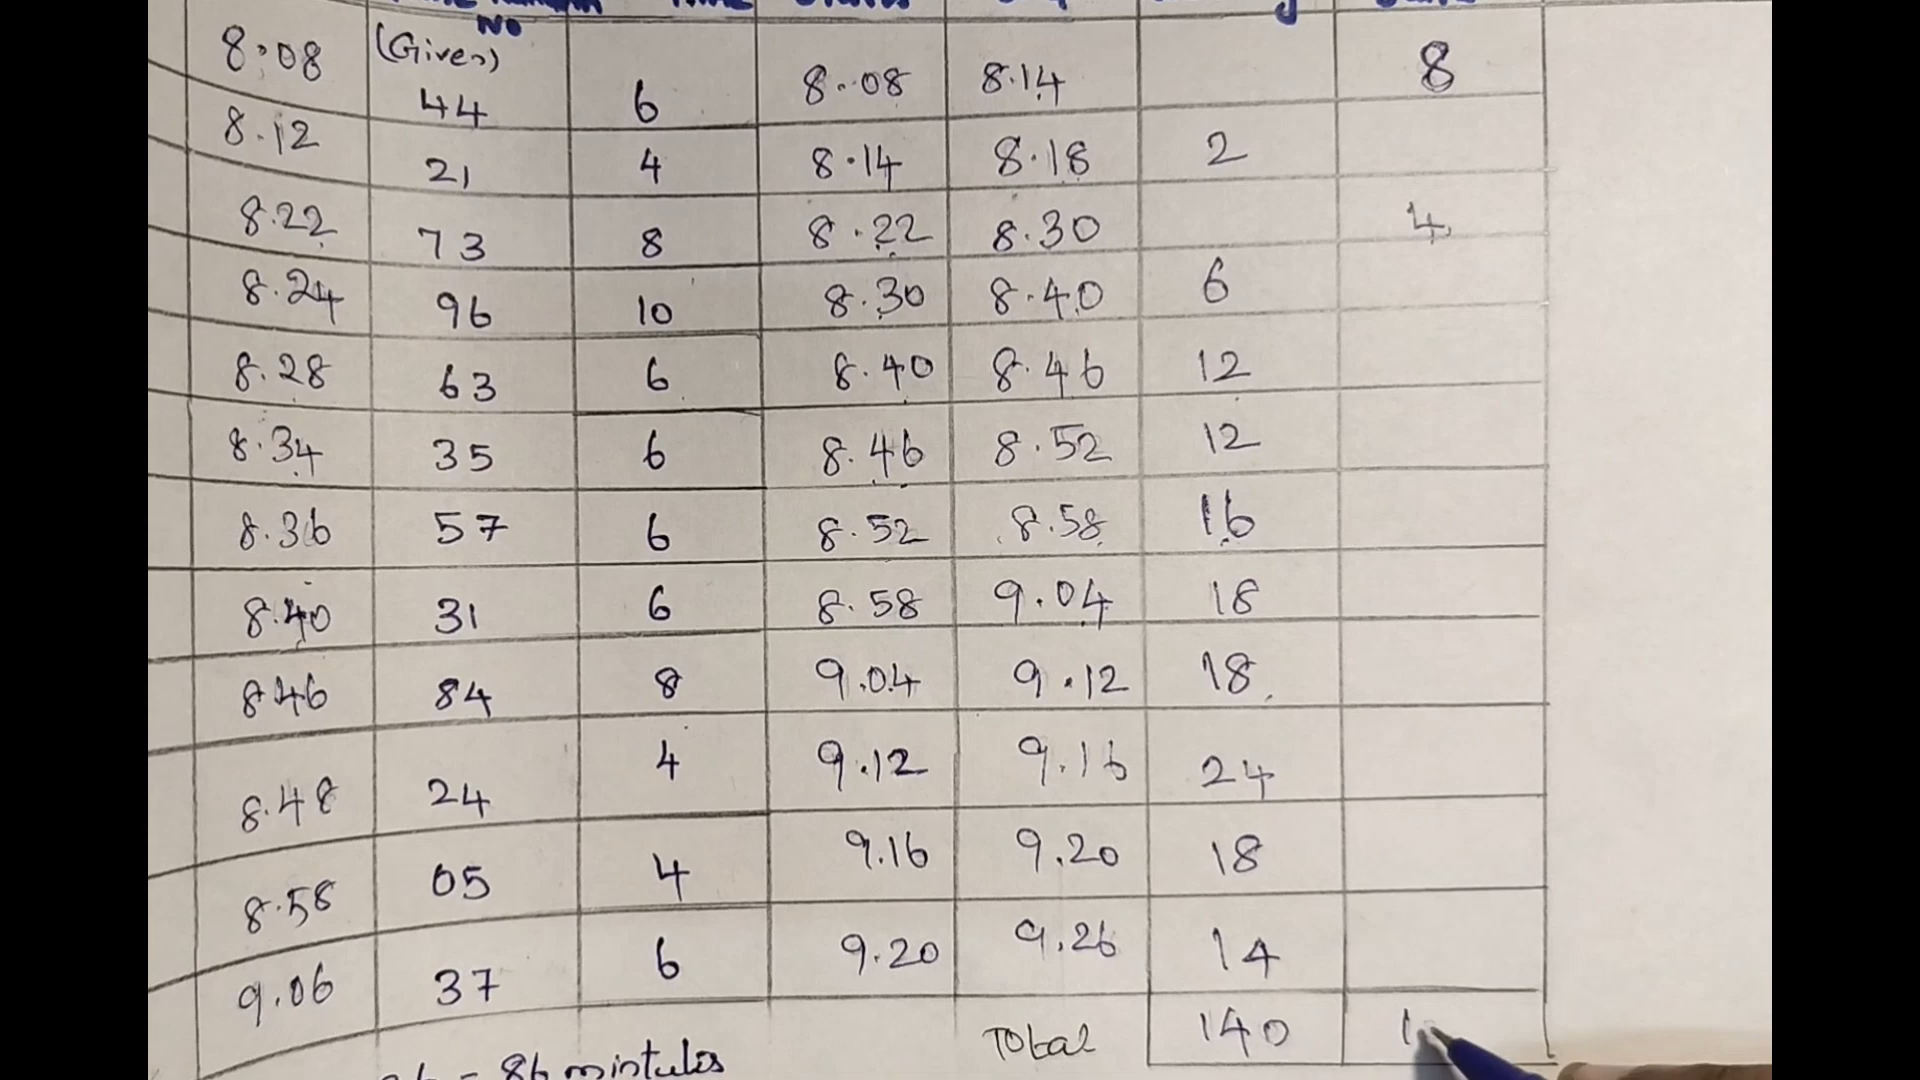 No
8.08 (Given) 44 6 8.08 8.14 8
8.12 21 4 8.14 8.18 2
8.22 73 8 8.22 8.30 4
8.24 96 10 8.30 8.40 6
8.28 63 6 8.40 8.46 12
8.34 35 6 8.46 8.52 12
8.36 57 6 8.52 8.58 16
8.40 31 6 8.58 9.04 18
8.46 84 8 9.04 9.12 18
8.48 24 4 9.12 9.16 24
8.58 05 4 9.16 9.20 18
9.06 37 6 9.20 9.26 14
Total 140 1
= 86 mintules